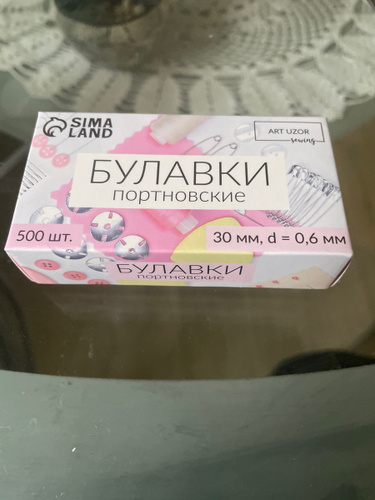 SIMA
LAND
ART UZOR
sewing
БУЛАВКИ
портновские
500 шт.
30 мм, d = 0,6 мм
БУЛАВКИ
портновские